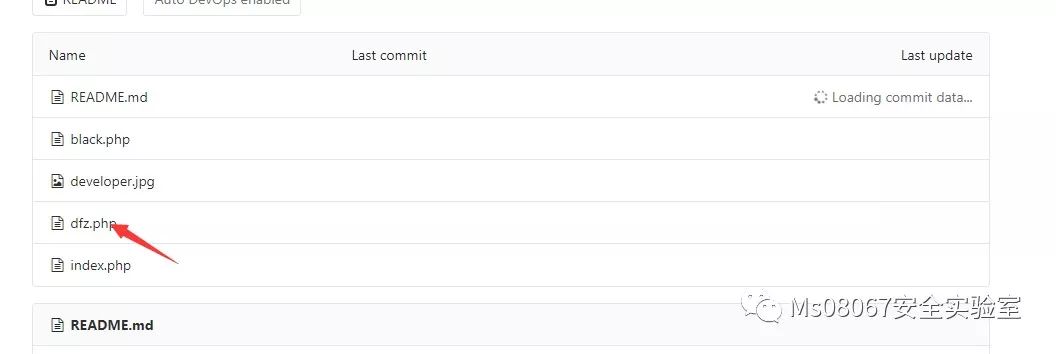 README Auto DevOps enabled
Name Last commit Last update
README.md Loading commit data...
black.php
developer.jpg
dfz.php
index.php
Ms08067安全实验室
README.md